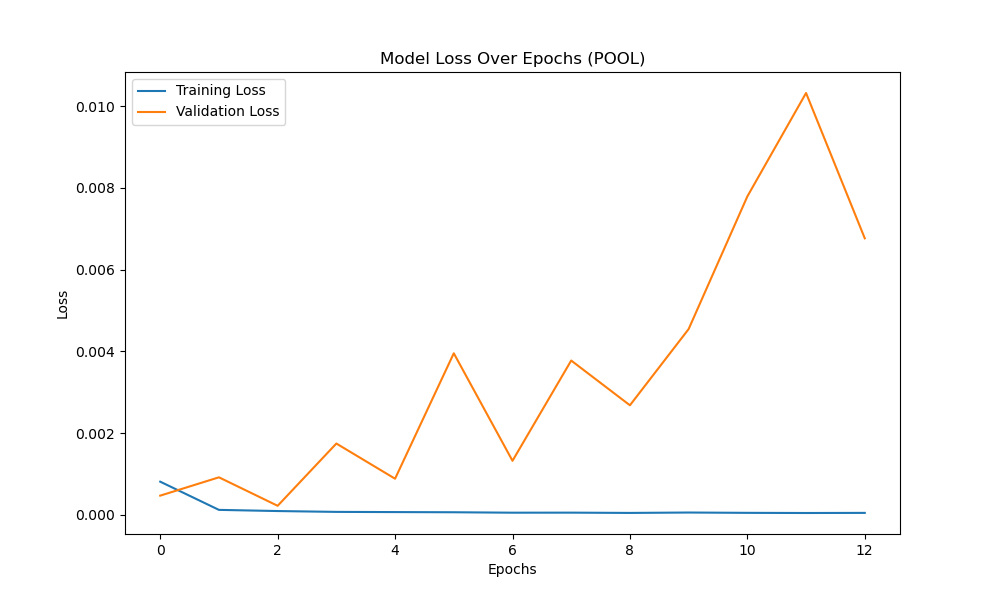 Model Loss Over Epochs (POOL)
Training Loss
Validation Loss
0.010
0.008
0.006
0.004
0.002
0.000
Loss
0 2 4 6 8 10 12
Epochs